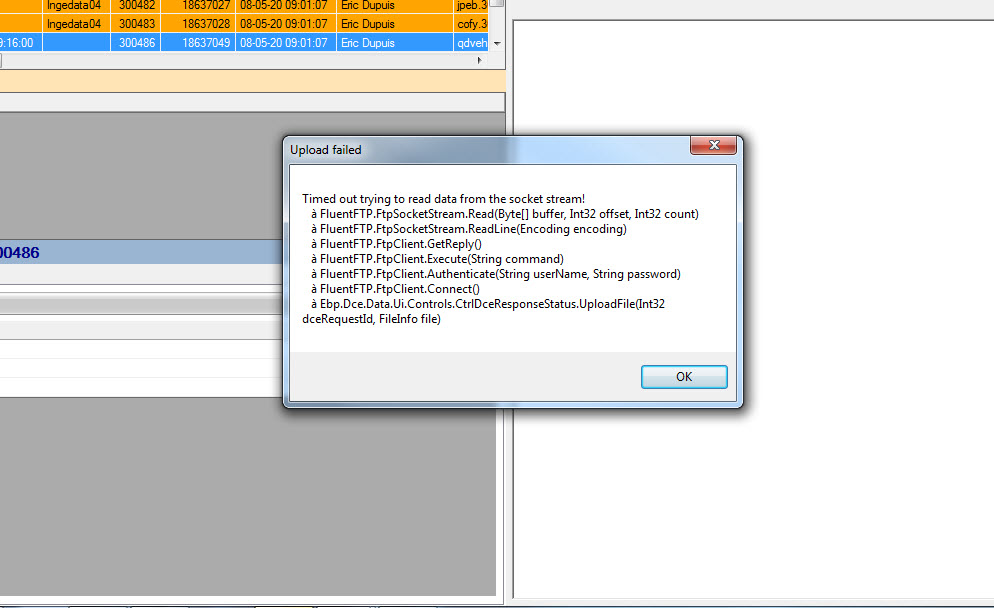 Ingedata04 300482 18637027 08-05-20 09:01:07 Eric Dupuis jpeb.3
Ingedata04 300483 18637028 08-05-20 09:01:07 Eric Dupuis cofy.3
9:16:00 300486 18637049 08-05-20 09:01:07 Eric Dupuis qdveh
00486
Upload failed
Timed out trying to read data from the socket stream!
à FluentFTP.FtpSocketStream.Read(Byte[] buffer, Int32 offset, Int32 count)
à FluentFTP.FtpSocketStream.ReadLine(Encoding encoding)
à FluentFTP.FtpClient.GetReply()
à FluentFTP.FtpClient.Execute(String command)
à FluentFTP.FtpClient.Authenticate(String userName, String password)
à FluentFTP.FtpClient.Connect()
à Ebp.Dce.Data.Ui.Controls.CtrlDceResponseStatus.UploadFile(Int32
dceRequestId, FileInfo file)
OK